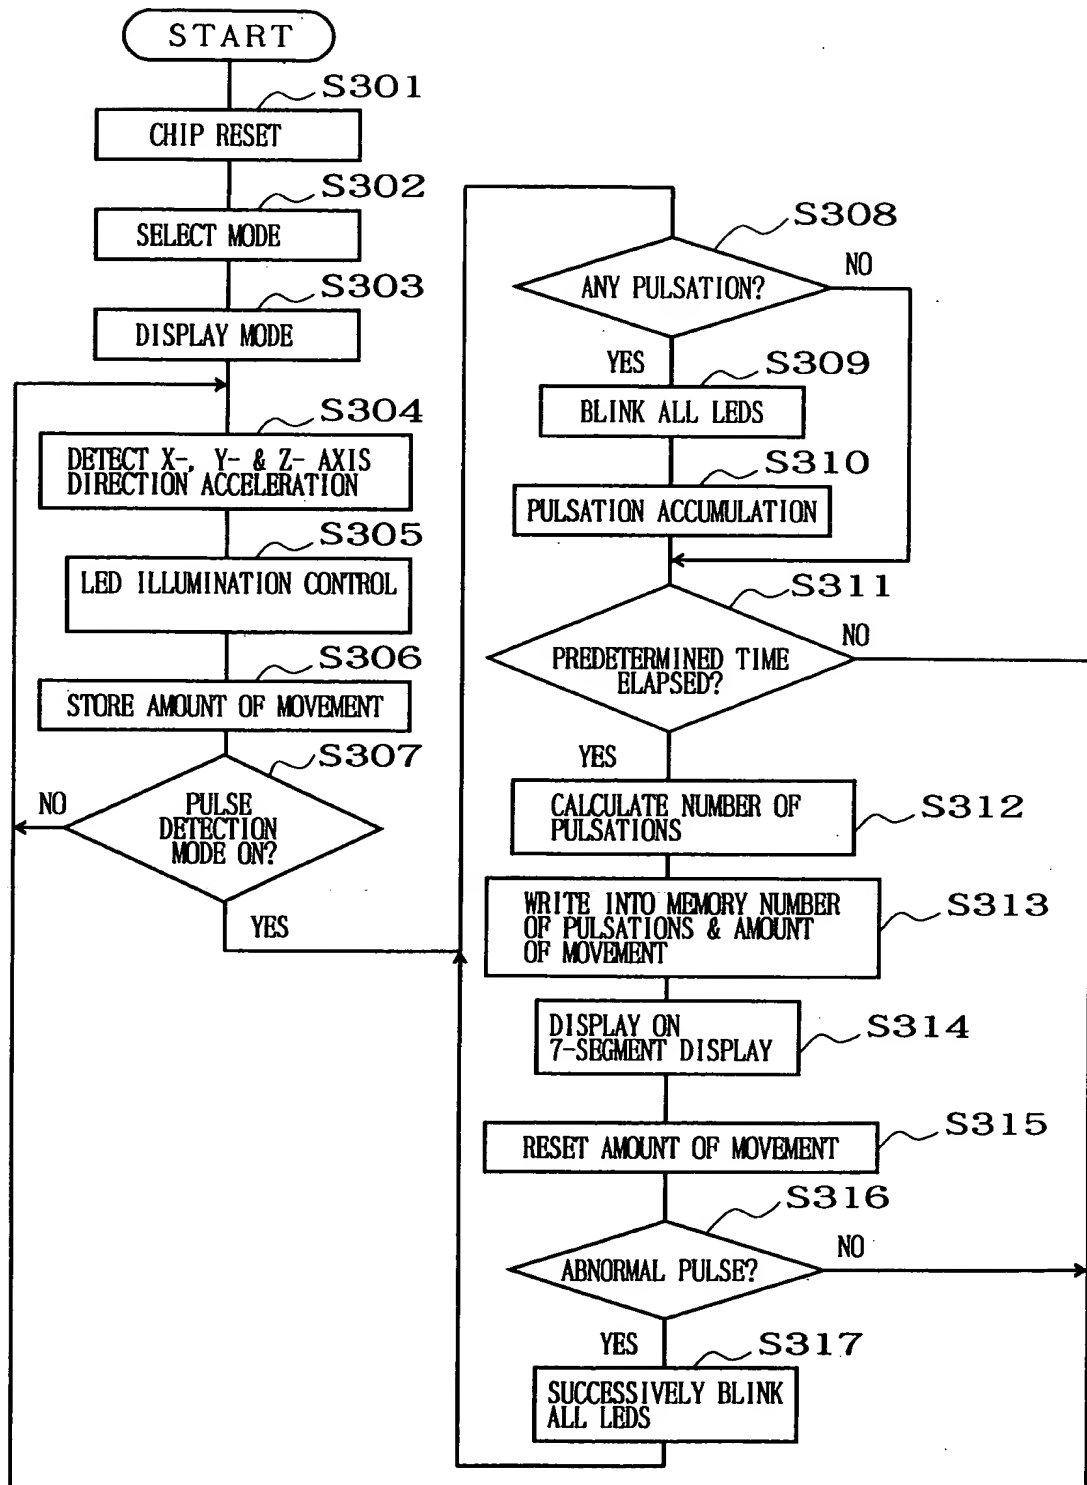 START
S301
CHIP RESET
S302
SELECT MODE
S303
DISPLAY MODE
S304
DETECT X-, Y- & Z- AXIS
DIRECTION ACCELERATION
S305
LED ILLUMINATION CONTROL
S306
STORE AMOUNT OF MOVEMENT
S307
NO
PULSE
DETECTION
MODE ON?
YES
S308
NO
ANY PULSATION?
YES
S309
BLINK ALL LEDS
S310
PULSATION ACCUMULATION
S311
NO
PREDETERMINED TIME
ELAPSED?
YES
CALCULATE NUMBER OF
PULSATIONS
S312
WRITE INTO MEMORY NUMBER
OF PULSATIONS & AMOUNT
OF MOVEMENT
S313
DISPLAY ON
7-SEGMENT DISPLAY
S314
RESET AMOUNT OF MOVEMENT
S315
S316
NO
ABNORMAL PULSE?
YES
S317
SUCCESSIVELY BLINK
ALL LEDS